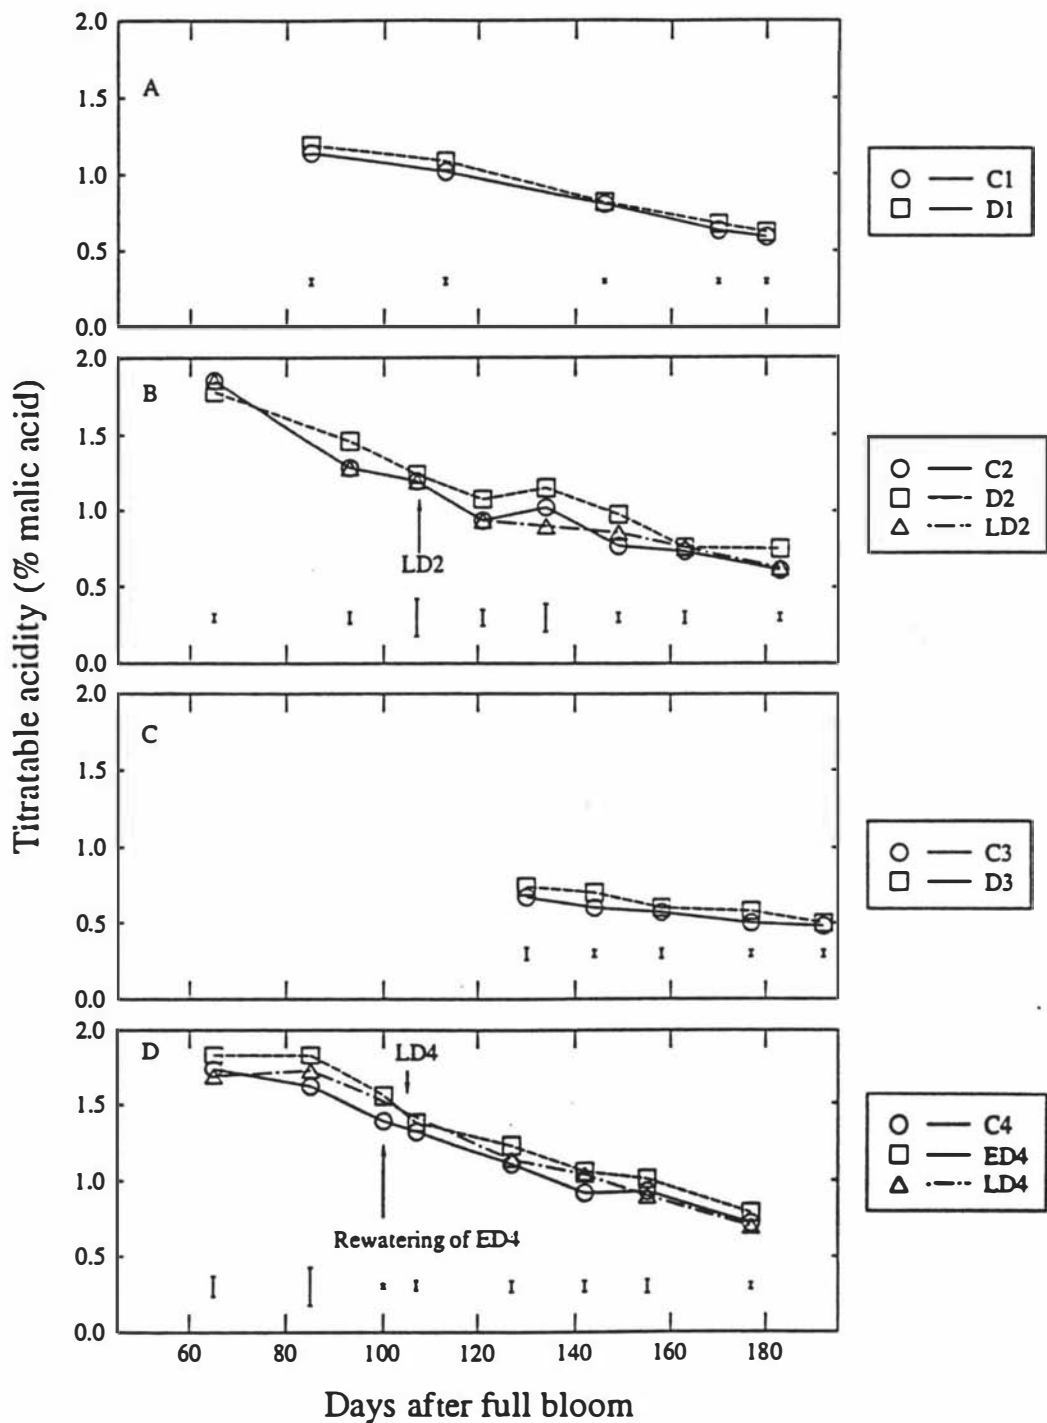 Titratable acidity (% malic acid)
2.0
1.5
1.0
0.5
0.0
A
C1
D1
2.0
1.5
1.0
0.5
0.0
B
LD2
C2
D2
LD2
2.0
1.5
1.0
0.5
0.0
C
C3
D3
2.0
1.5
1.0
0.5
0.0
D
LD4
Rewatering of ED4
C4
ED4
LD4
60 80 100 120 140 160 180
Days after full bloom